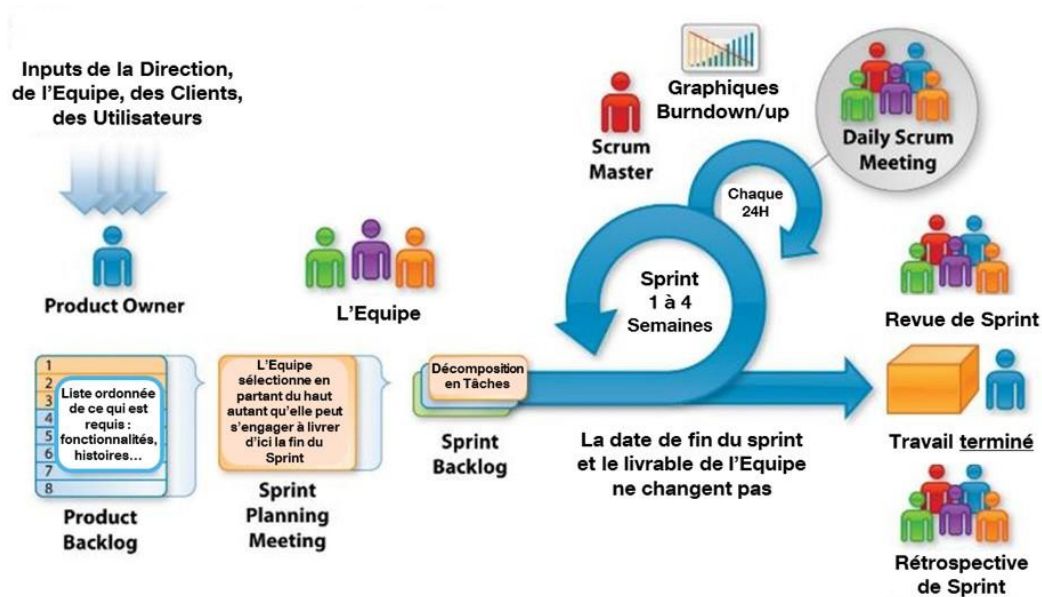 Inputs de la Direction,
de l'Equipe, des Clients,
des Utilisateurs
Product Owner
L'Equipe
Scrum
Master
Graphiques
Burndown/up
Daily Scrum
Meeting
Chaque
24H
Sprint
1 à 4
Semaines
Revue de Sprint
1
2
3
4
5
6
7
8
Liste ordonnée
de ce qui est
requis :
fonctionnalités,
histoires...
Product
Backlog
L'Equipe
sélectionne en
partant du haut
autant qu'elle peut
s'engager à livrer
d'ici la fin du
Sprint
Sprint
Planning
Meeting
Décomposition
en Tâches
Sprint
Backlog
La date de fin du sprint
et le livrable de l'Equipe
ne changent pas
Travail terminé
Rétrospective
de Sprint